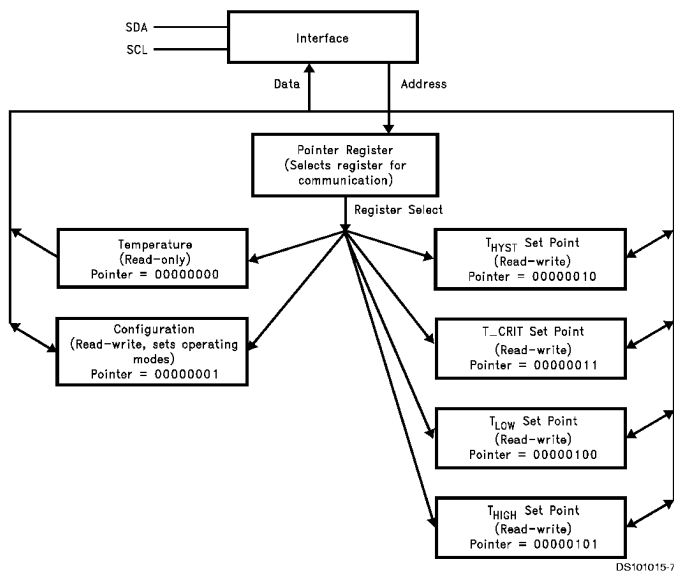 SDA
SCL
Interface
Data
Address
Pointer Register
(Selects register for
communication)
Register Select
Temperature
(Read-only)
Pointer = 00000000
Configuration
(Read-write, sets operating
modes)
Pointer = 00000001
THYST Set Point
(Read-write)
Pointer = 00000010
T_CRIT Set Point
(Read-write)
Pointer = 00000011
TLOW Set Point
(Read-write)
Pointer = 00000100
THIGH Set Point
(Read-write)
Pointer = 00000101
DS101015-7